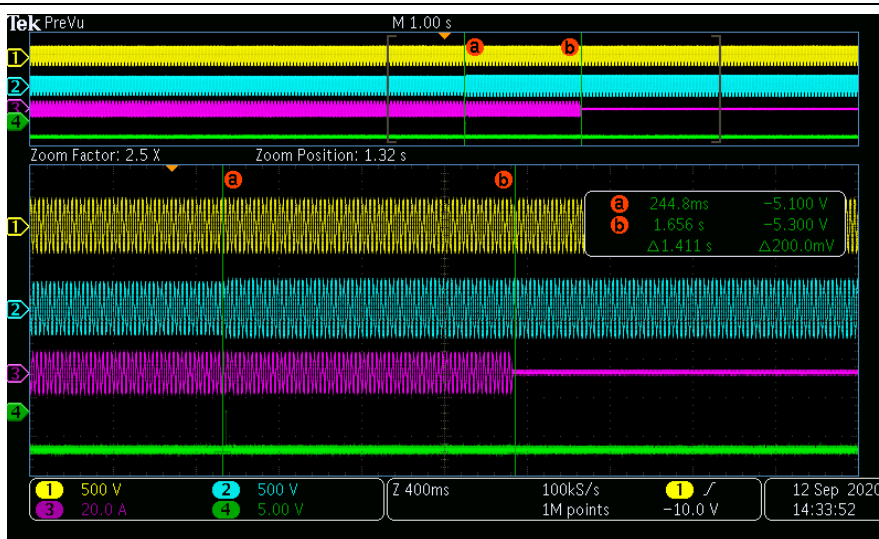 Tek PreVu M 1.00 s
a b
1
2
3
4
Zoom Factor: 2.5 X Zoom Position: 1.32 s
a b
a 244.8ms -5.100 V
b 1.656 s -5.300 V
△1.411 s △200.0mV
1
2
3
4
1 500 V 2 500 V Z 400ms 100kS/s 1 12 Sep 2020
3 20.0 A 4 5.00 V 1M points -10.0 V 14:33:52